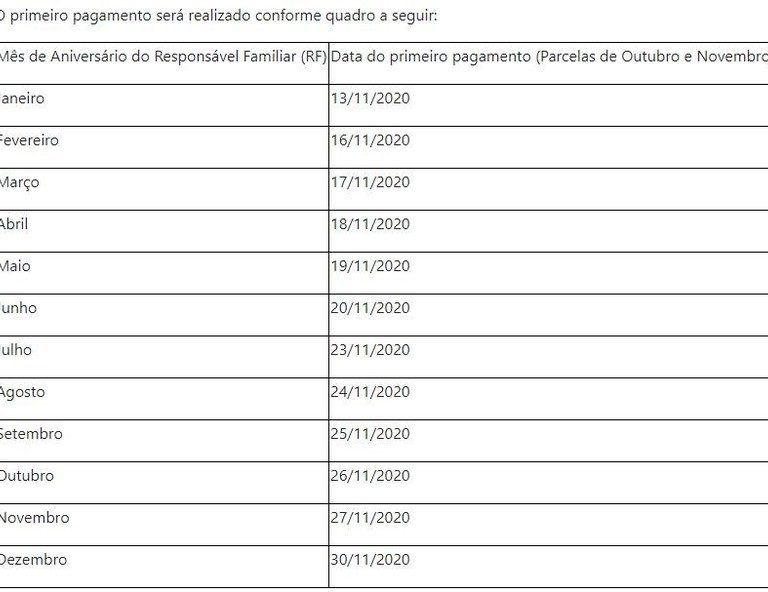 O primeiro pagamento será realizado conforme quadro a seguir:
Mês de Aniversário do Responsável Familiar (RF) Data do primeiro pagamento (Parcelas de Outubro e Novembro
Janeiro 13/11/2020
Fevereiro 16/11/2020
Março 17/11/2020
Abril 18/11/2020
Maio 19/11/2020
Junho 20/11/2020
Julho 23/11/2020
Agosto 24/11/2020
Setembro 25/11/2020
Outubro 26/11/2020
Novembro 27/11/2020
Dezembro 30/11/2020